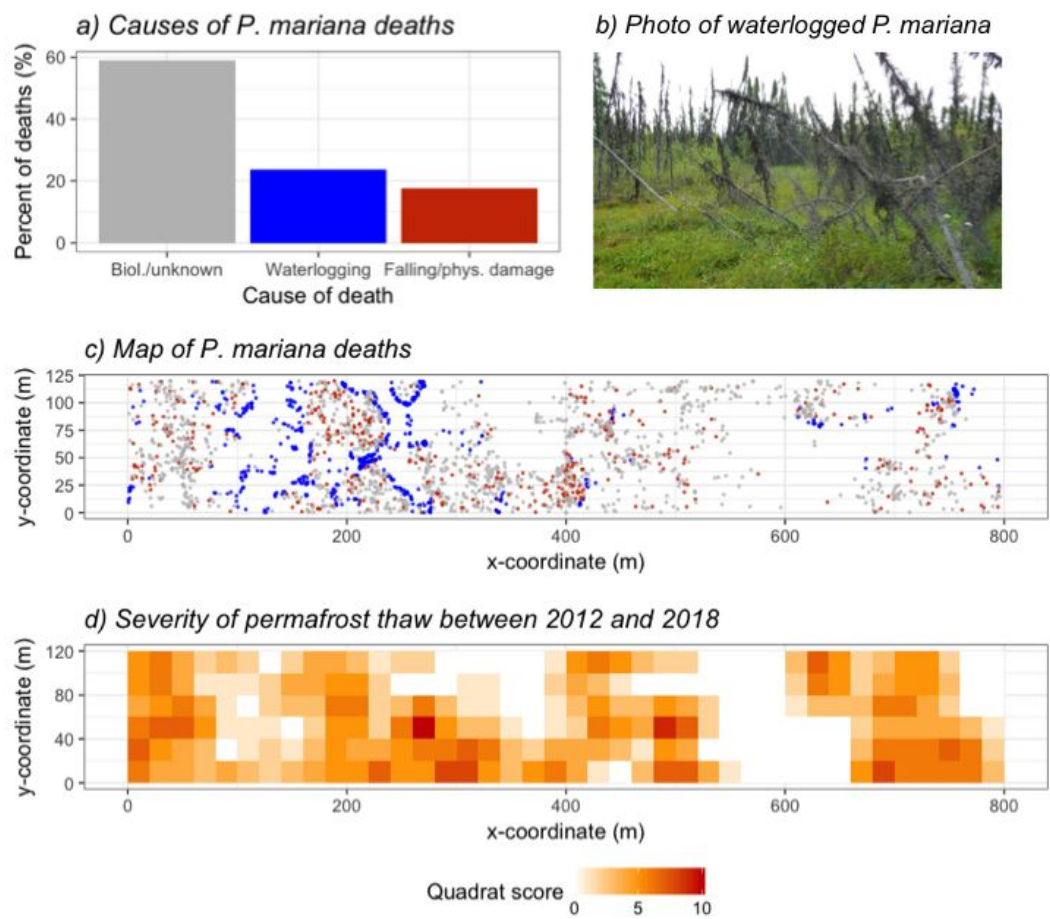 a) Causes of P. mariana deaths
Percent of deaths (%)
60
40
20
0
Biol./unknown Waterlogging Falling/phys. damage
Cause of death
b) Photo of waterlogged P. mariana
c) Map of P. mariana deaths
y-coordinate (m)
125
100
75
50
25
0
0 200 400 600 800
x-coordinate (m)
d) Severity of permafrost thaw between 2012 and 2018
y-coordinate (m)
120
80
40
0
0 200 400 600 800
x-coordinate (m)
Quadrat score
0 5 10